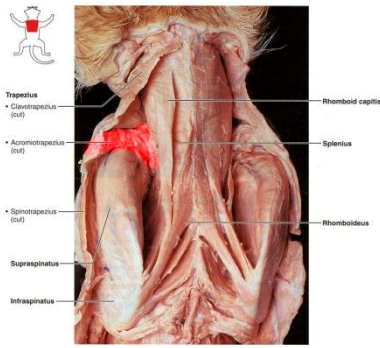 Trapezius
• Clavotrapezius
(cut)
• Acromiotrapezius
(cut)
• Spinotrapezius
(cut)
Supraspinatus
Infraspinatus
Rhomboid capitis
Splenius
Rhomboideus